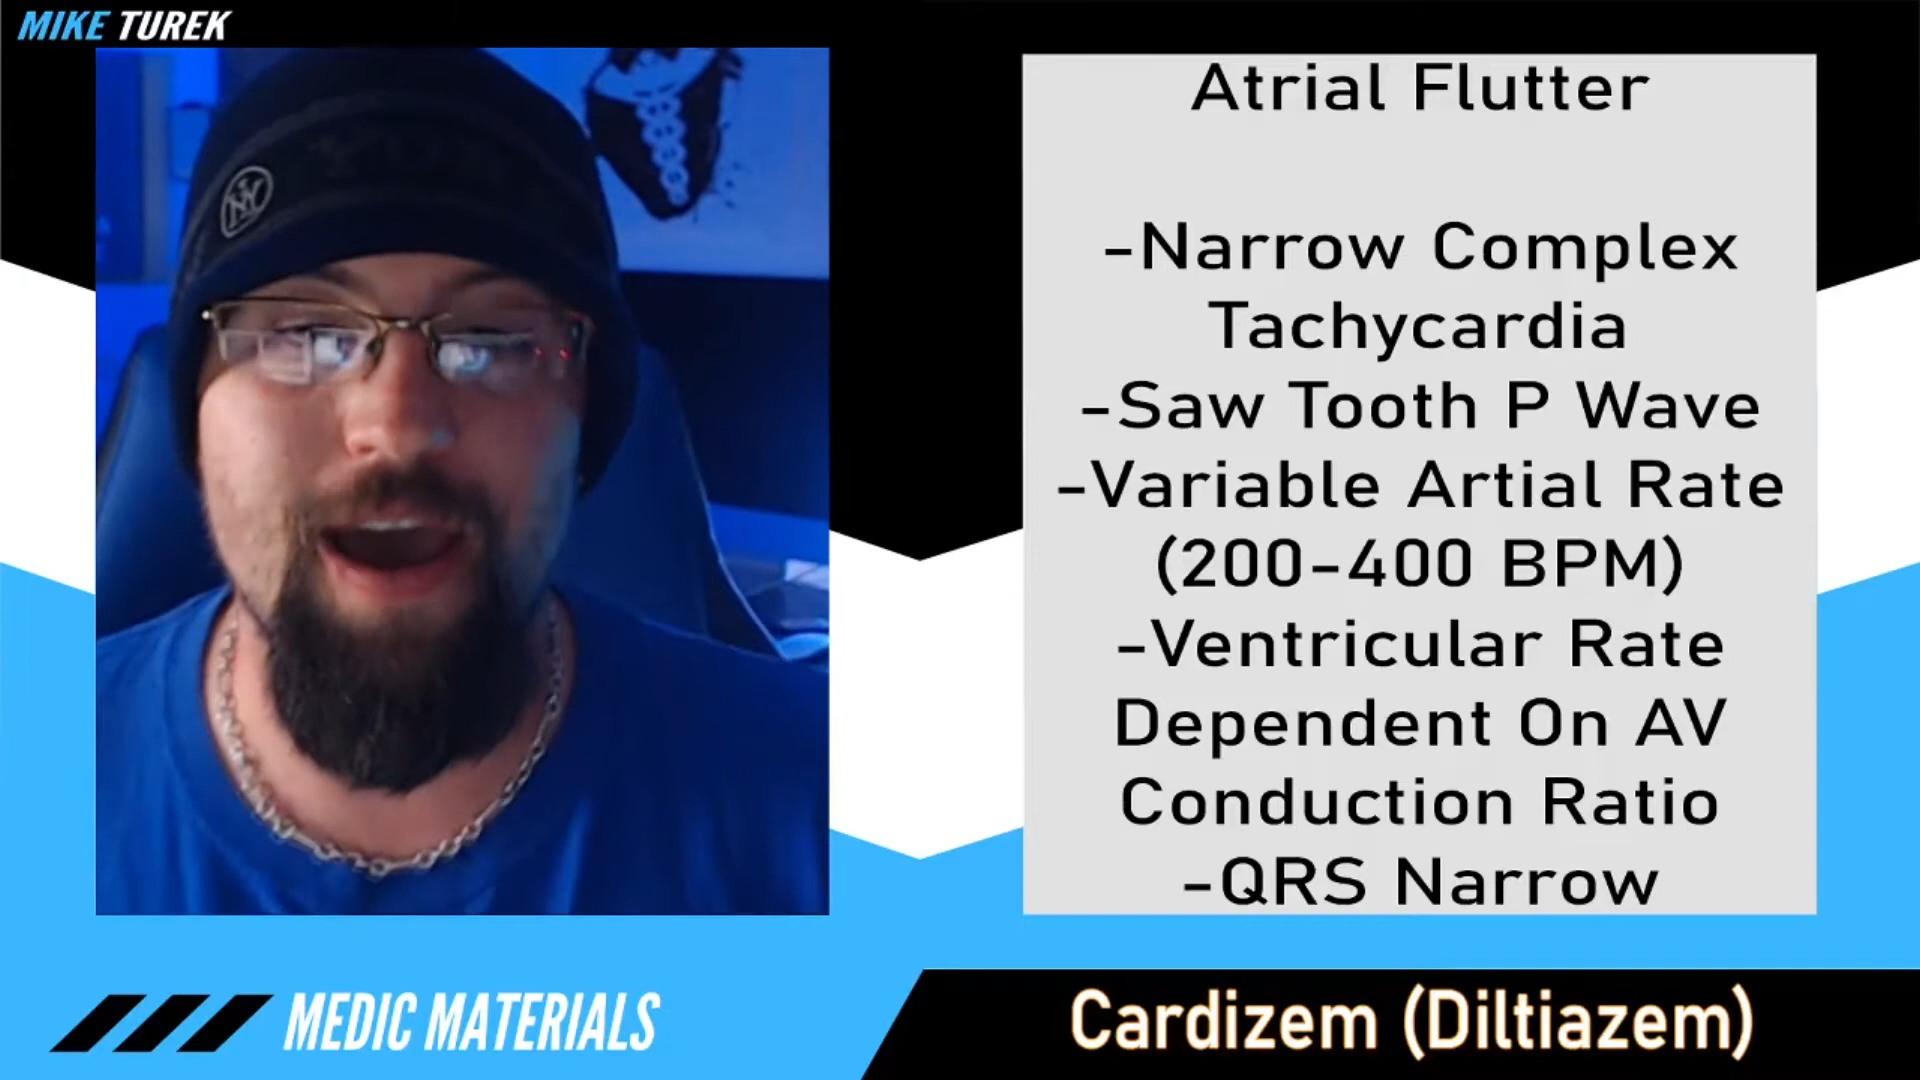 MIKE TUREK
Atrial Flutter
-Narrow Complex
Tachycardia
-Saw Tooth P Wave
-Variable Artial Rate
(200-400 BPM)
-Ventricular Rate
Dependent On AV
Conduction Ratio
-QRS Narrow
MEDIC MATERIALS
Cardizem (Diltiazem)